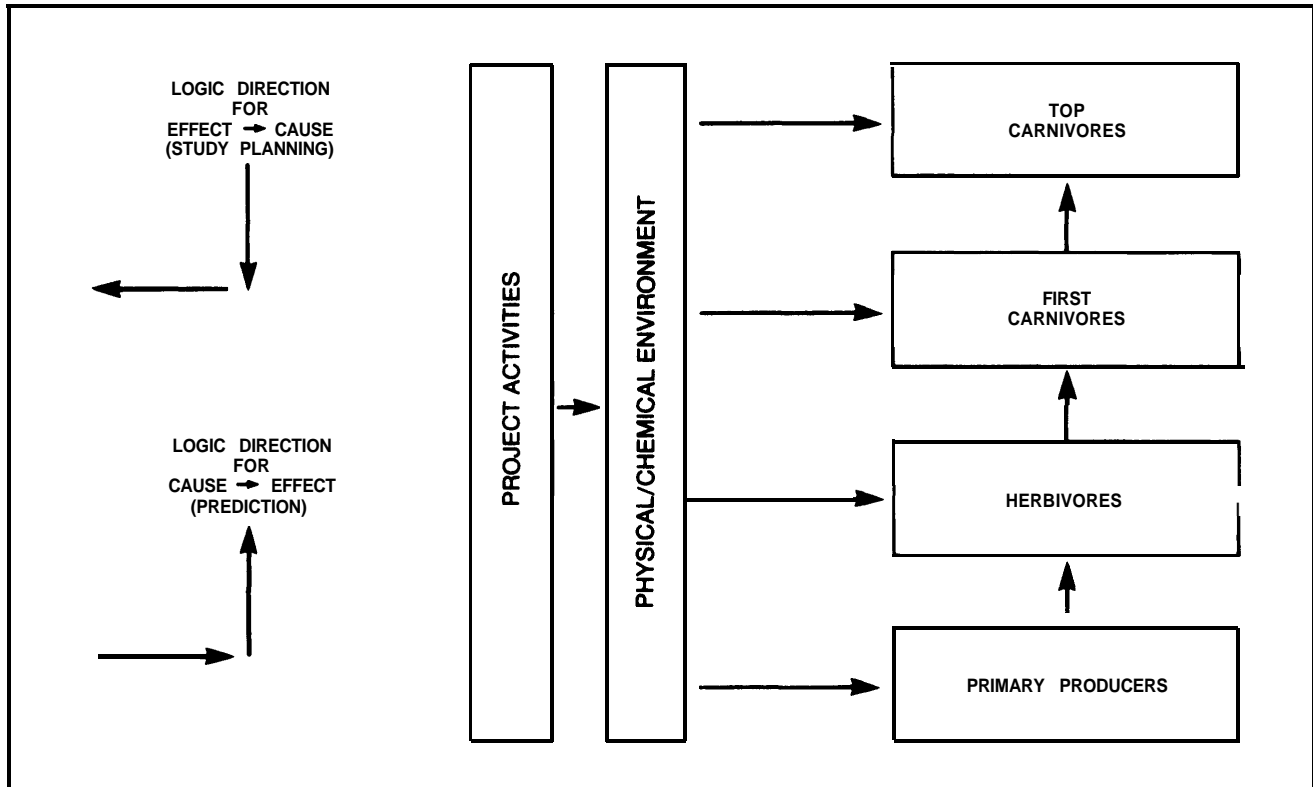 LOGIC DIRECTION
FOR
EFFECT → CAUSE
(STUDY PLANNING)
LOGIC DIRECTION
FOR
CAUSE → EFFECT
(PREDICTION)
PROJECT ACTIVITIES
PHYSICAL/CHEMICAL ENVIRONMENT
TOP
CARNIVORES
FIRST
CARNIVORES
HERBIVORES
PRIMARY PRODUCERS